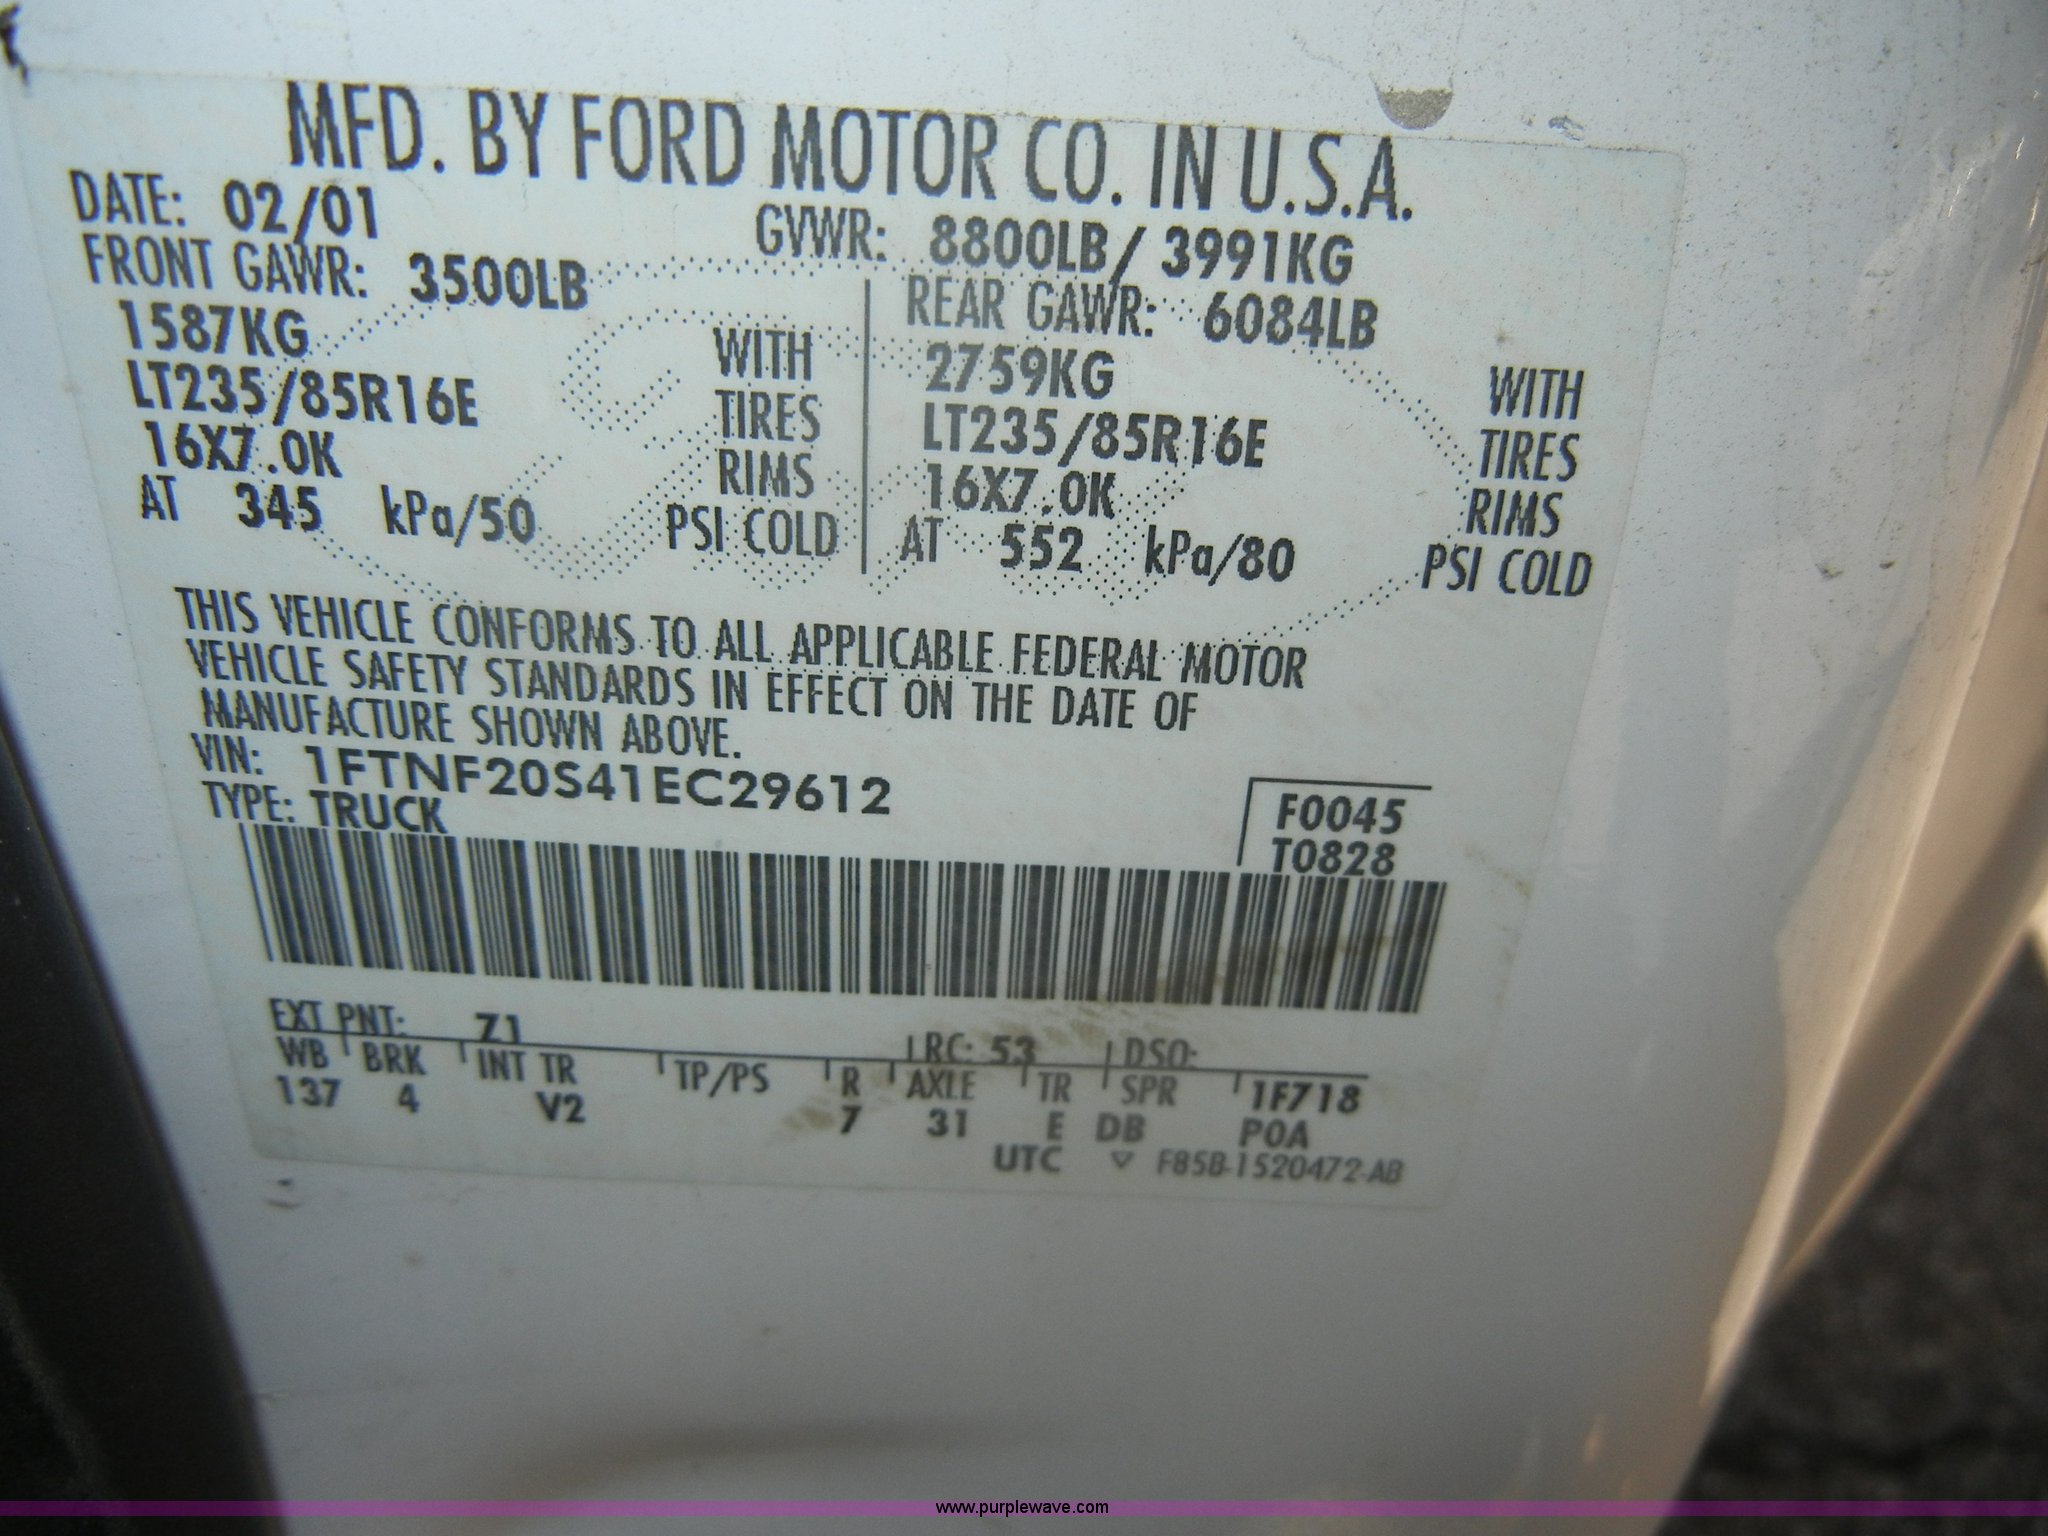 MFD. BY FORD MOTOR CO. IN U.S.A.
DATE: 02/01 GVWR: 8800LB/ 3991KG
FRONT GAWR: 3500LB
1587KG WITH
LT235/85R16E TIRES
16X7.0K RIMS
AT 345 kPa/50 PSI COLD
REAR GAWR: 6084LB
2759KG WITH
LT235/85R16E TIRES
16X7.0K RIMS
AT 552 kPa/80 PSI COLD
THIS VEHICLE CONFORMS TO ALL APPLICABLE FEDERAL MOTOR
VEHICLE SAFETY STANDARDS IN EFFECT ON THE DATE OF
MANUFACTURE SHOWN ABOVE.
VIN: 1FTNF20S41EC29612
TYPE: TRUCK
F0045
T0828
EXT PNT: Z1 RC: 53 DSO:
WB BRK INT TR TP/PS R AXLE TR SPR 1F718
137 4 V2 7 31 E DB POA
UTC ▽ F85B-1520472-AB
www.purplewave.com